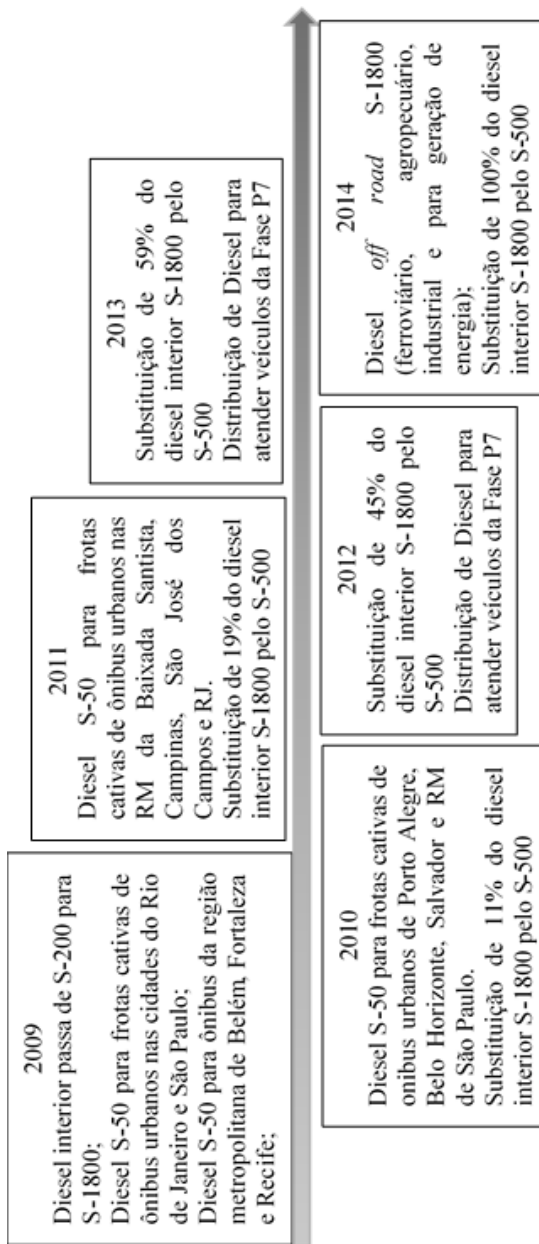 2009
Diesel interior passa de S-200 para
S-1800;
Diesel S-50 para frotas cativas de
ônibus urbanos nas cidades do Rio
de Janeiro e São Paulo;
Diesel S-50 para ônibus da região
metropolitana de Belém, Fortaleza
e Recife;
2010
Diesel S-50 para frotas cativas de
ônibus urbanos de Porto Alegre,
Belo Horizonte, Salvador e RM
de São Paulo.
Substituição de 11% do diesel
interior S-1800 pelo S-500
2011
Diesel S-50 para frotas
cativas de ônibus urbanos nas
RM da Baixada Santista,
Campinas, São José dos
Campos e RJ.
Substituição de 19% do diesel
interior S-1800 pelo S-500
2012
Substituição de 45% do
diesel interior S-1800 pelo
S-500
Distribuição de Diesel para
atender veículos da Fase P7
2013
Substituição de 59% do
diesel interior S-1800 pelo
S-500
Distribuição de Diesel para
atender veículos da Fase P7
2014
Diesel off road S-1800
(ferroviário, agropecuário,
industrial e para geração de
energia);
Substituição de 100% do diesel
interior S-1800 pelo S-500